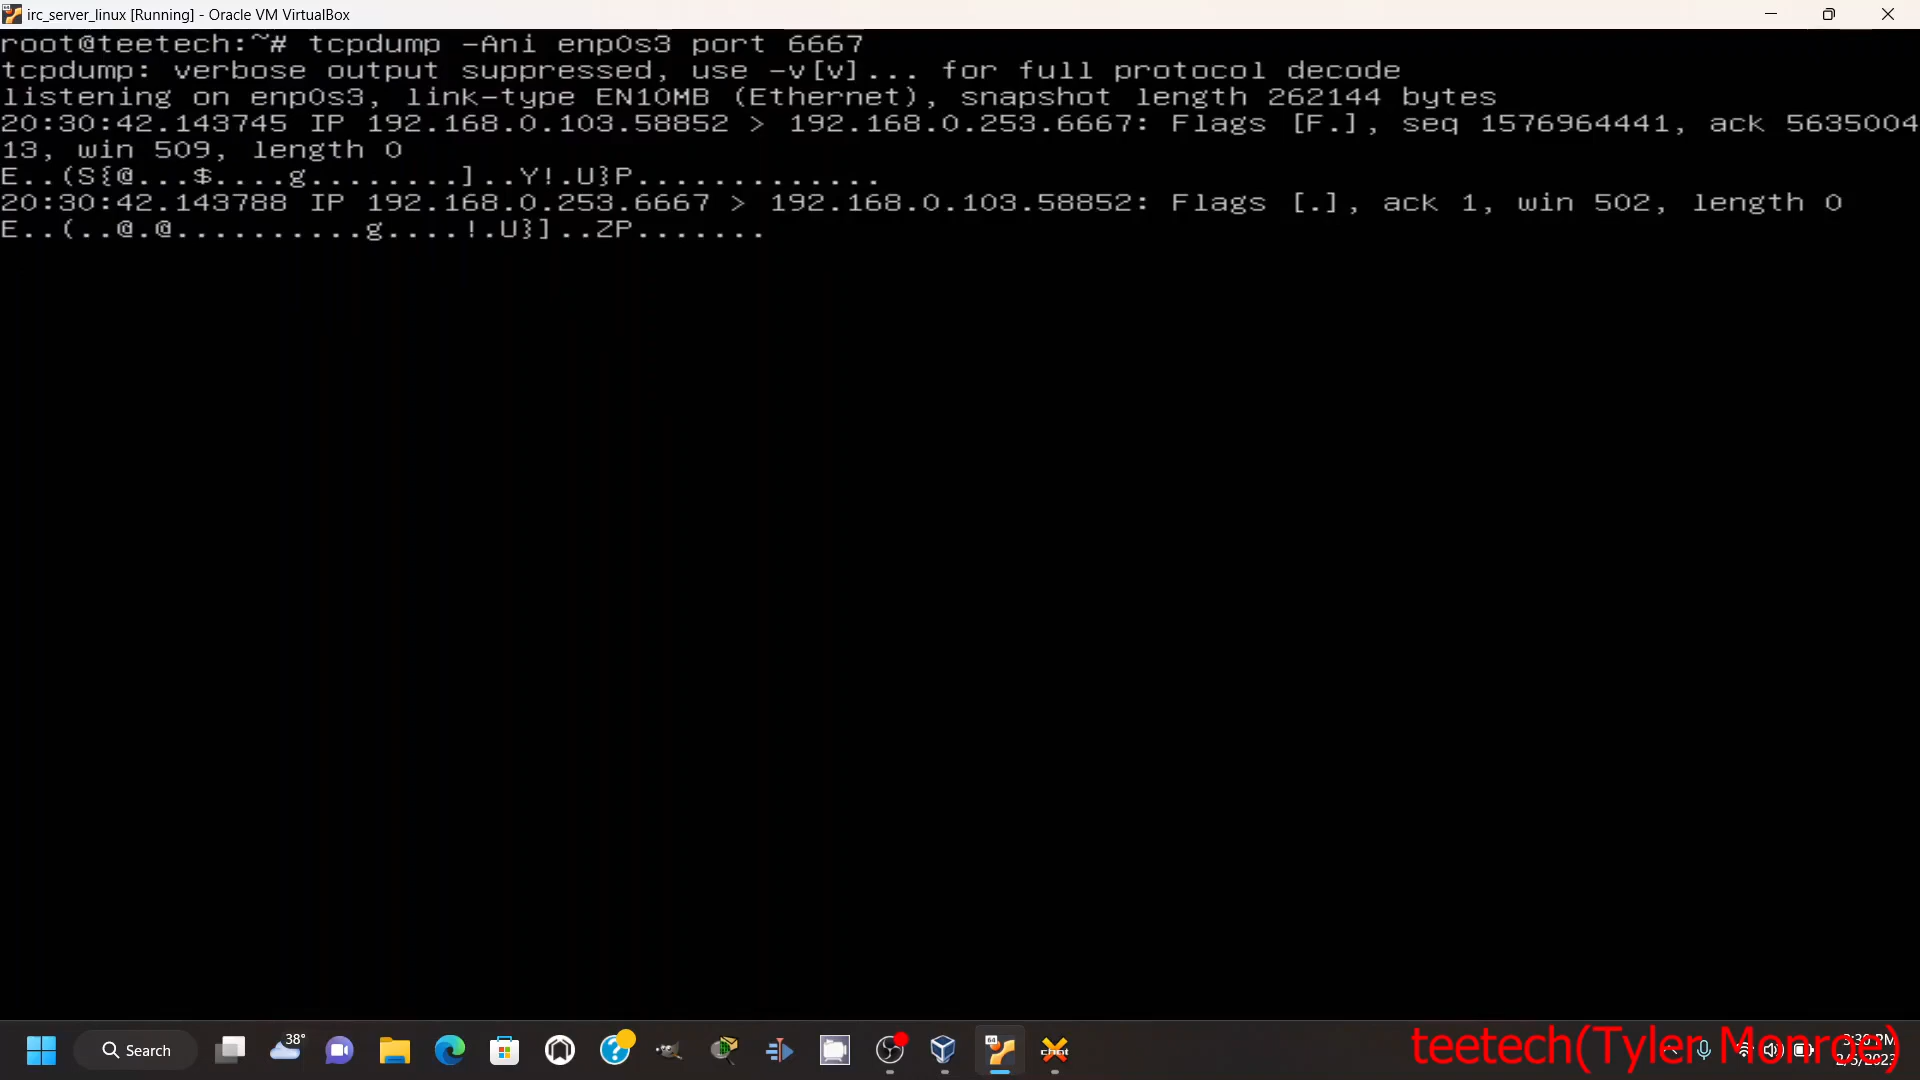 irc_server_linux [Running] - Oracle VM VirtualBox
root@teetech:~# tcpdump -Ani enp0s3 port 6667
tcpdump: verbose output suppressed, use -v[v]... for full protocol decode
listening on enp0s3, link-type EN10MB (Ethernet), snapshot length 262144 bytes
20:30:42.143745 IP 192.168.0.103.58852 > 192.168.0.253.6667: Flags [F.], seq 1576964441, ack 5635004
13, win 509, length 0
E..(S{@...$....g........]..Y!.U}P.............
20:30:42.143788 IP 192.168.0.253.6667 > 192.168.0.103.58852: Flags [.], ack 1, win 502, length 0
E..(..@.@..........g....!.U}]..ZP.......
38°
Search
64
chat
teetech(Tyler Monroe)